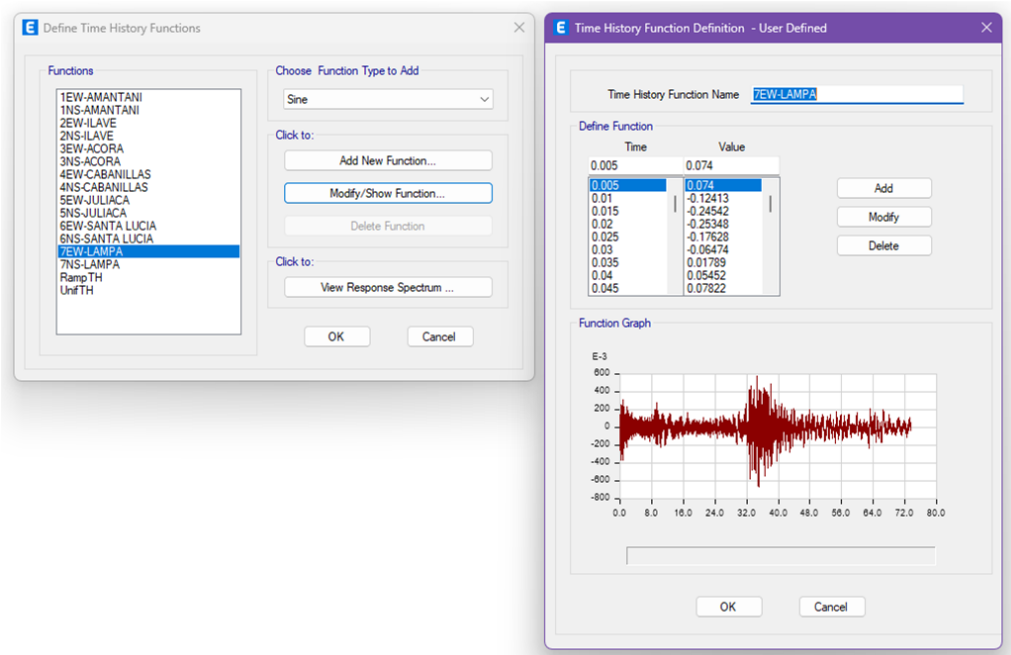 E Define Time History Functions
Functions
1EW-AMANTANI
1NS-AMANTANI
2EW-ILAVE
2NS-ILAVE
3EW-ACORA
3NS-ACORA
4EW-CABANILLAS
4NS-CABANILLAS
5EW-JULIACA
5NS-JULIACA
6EW-SANTA LUCIA
6NS-SANTA LUCIA
7EW-LAMPA
7NS-LAMPA
RampTH
UnifTH
Choose Function Type to Add
Sine
Click to:
Add New Function...
Modify/Show Function...
Delete Function
Click to:
View Response Spectrum ...
OK Cancel
E Time History Function Definition - User Defined
Time History Function Name 7EW-LAMPA
Define Function
Time Value
0.005 0.074
0.005 0.074
0.01 -0.12413
0.015 -0.24542
0.02 -0.25348
0.025 -0.17628
0.03 -0.06474
0.035 0.01789
0.04 0.05452
0.045 0.07822
Add
Modify
Delete
Function Graph
E-3
600
400
200
0
-200
-400
-600
-800
0.0 8.0 16.0 24.0 32.0 40.0 48.0 56.0 64.0 72.0 80.0
OK Cancel